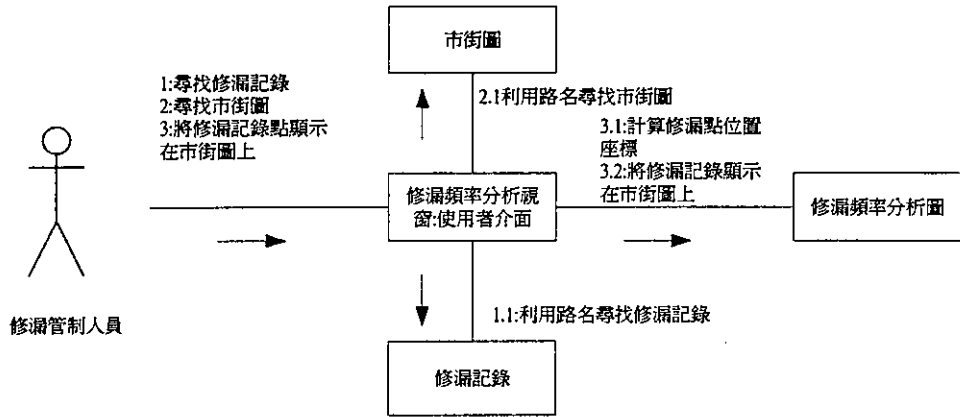 市街圖
1:尋找修漏記錄
2:尋找市街圖
3:將修漏記錄點顯示
在市街圖上
2.1利用路名尋找市街圖
3.1:計算修漏點位置
座標
3.2:將修漏記錄顯示
在市街圖上
修漏頻率分析視
窗:使用者介面
修漏頻率分析圖
修漏管制人員
1.1:利用路名尋找修漏記錄
修漏記錄